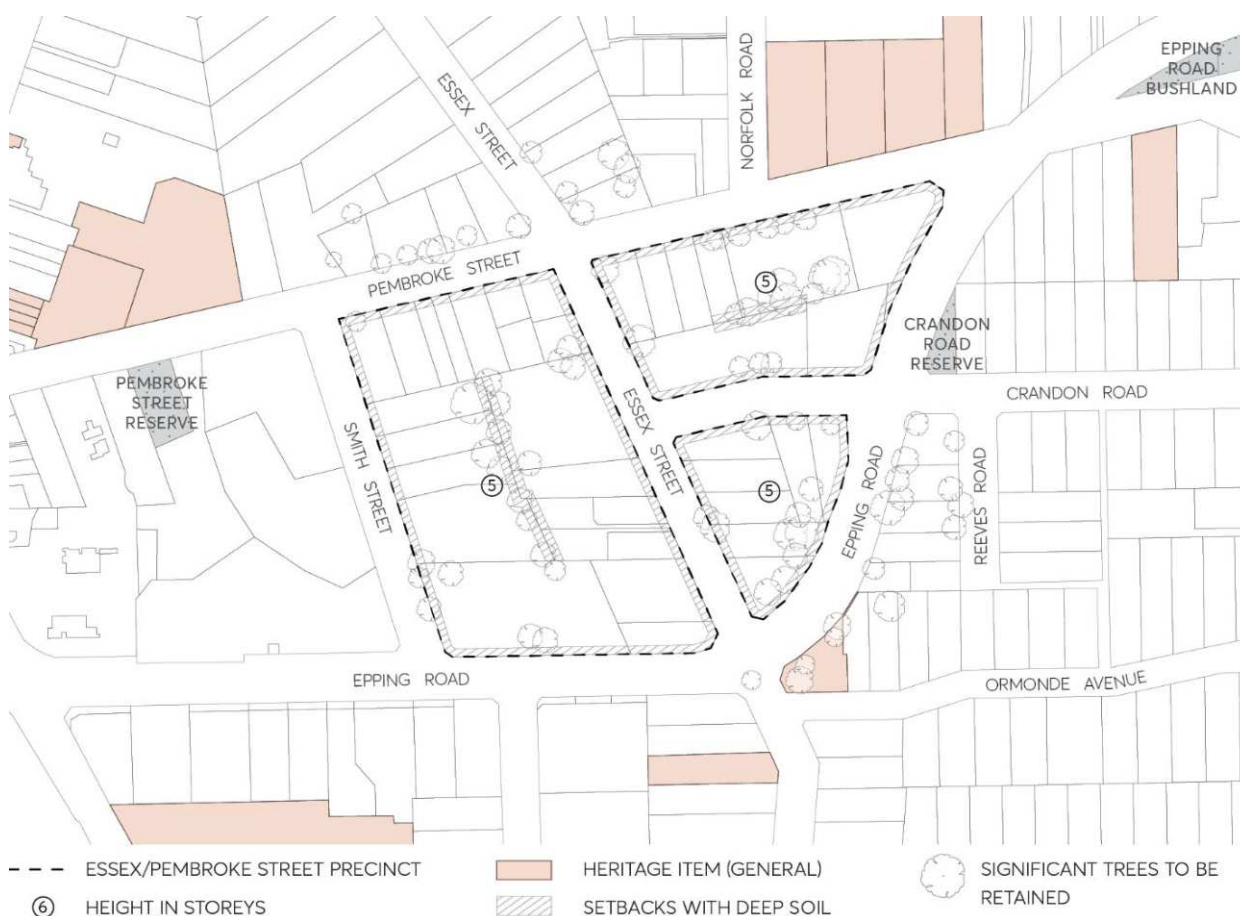 EPPING
ROAD
BUSHLAND
ESSEX STREET
NORFOLK ROAD
PEMBROKE STREET
5
CRANDON
ROAD
RESERVE
PEMBROKE
STREET
RESERVE
CRANDON ROAD
SMITH STREET
ESSEX STREET
5
5
EPPING ROAD
REEVES ROAD
EPPING ROAD
ORMONDE AVENUE
ESSEX/PEMBROKE STREET PRECINCT
HERITAGE ITEM (GENERAL)
SIGNIFICANT TREES TO BE
RETAINED
6 HEIGHT IN STOREYS
SETBACKS WITH DEEP SOIL